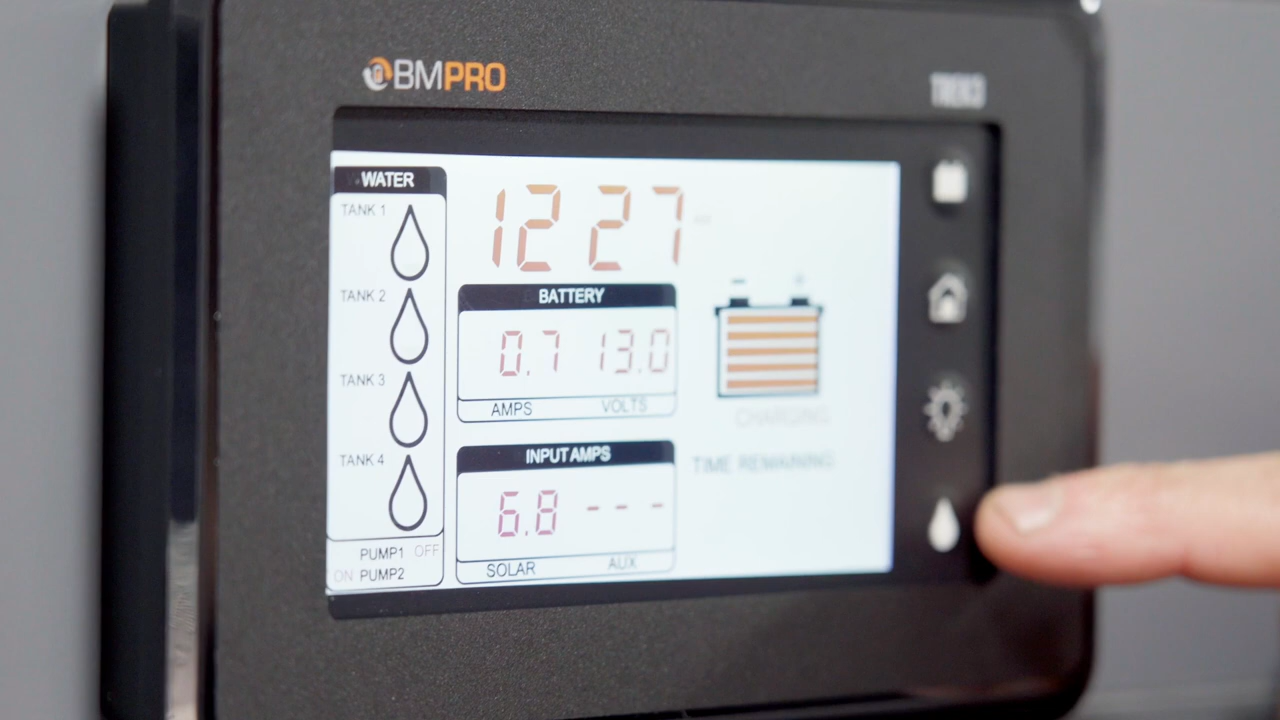 BMPRO
TREK3
WATER
TANK 1
TANK 2
TANK 3
TANK 4
PUMP1 OFF
ON PUMP2
12 27
BATTERY
0.7 13.0
AMPS VOLTS
INPUT AMPS
6.8 ---
SOLAR AUX
- +
CHARGING
TIME REMAINING